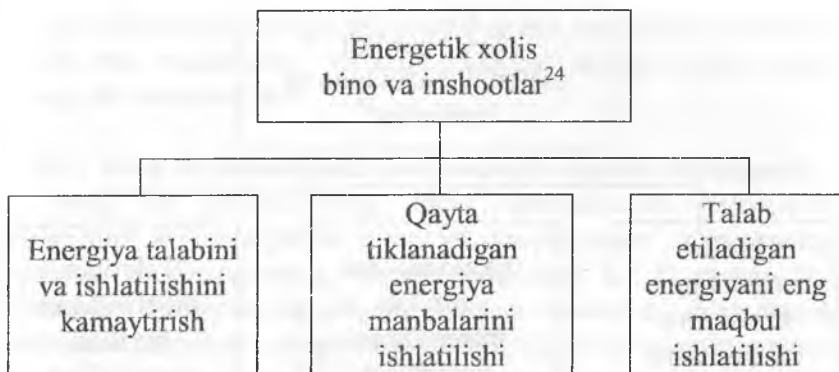 Energetik xolis
bino va inshootlar²⁴
Energiya talabini
va ishlatilishini
kamaytirish
Qayta
tiklanadigan
energiya
manbalarini
ishlatilishi
Talab
etiladigan
energiyani eng
maqbul
ishlatilishi